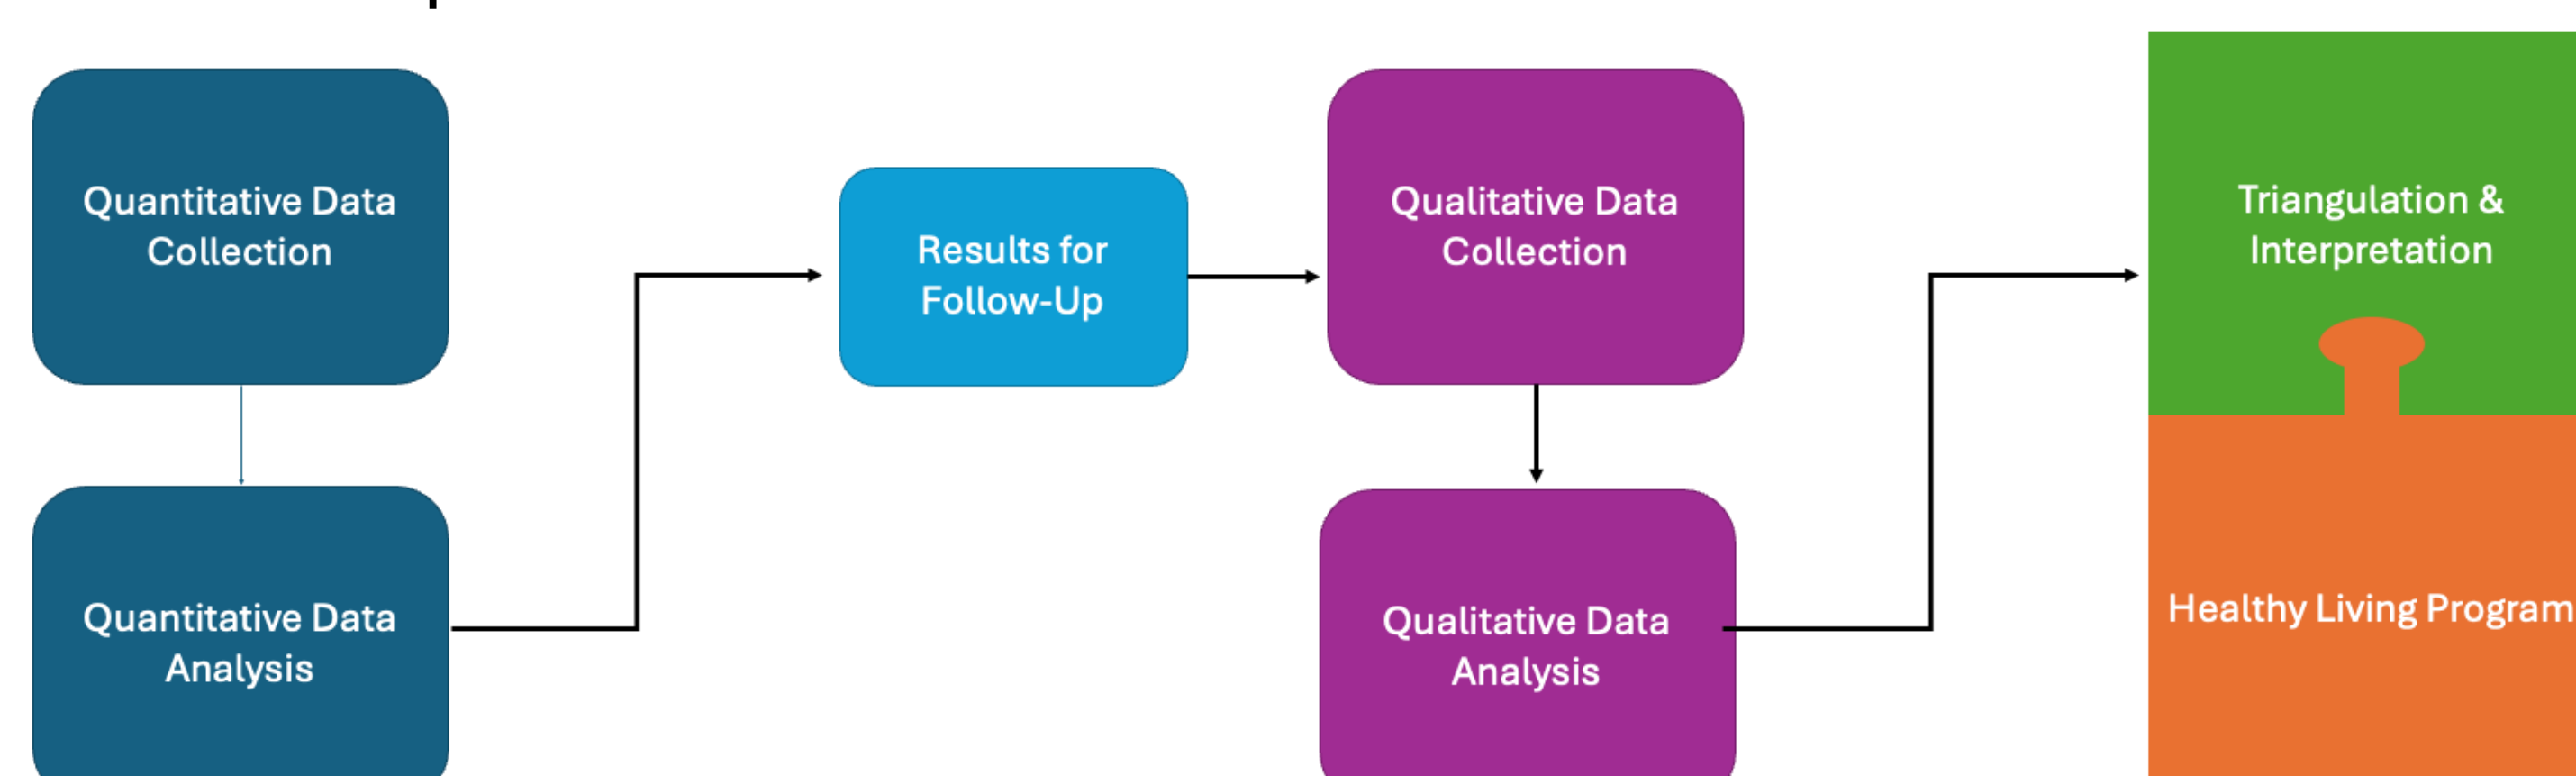 Quantitative Data
Collection
Quantitative Data
Analysis
Results for
Follow-Up
Qualitative Data
Collection
Qualitative Data
Analysis
Triangulation &
Interpretation
Healthy Living Program